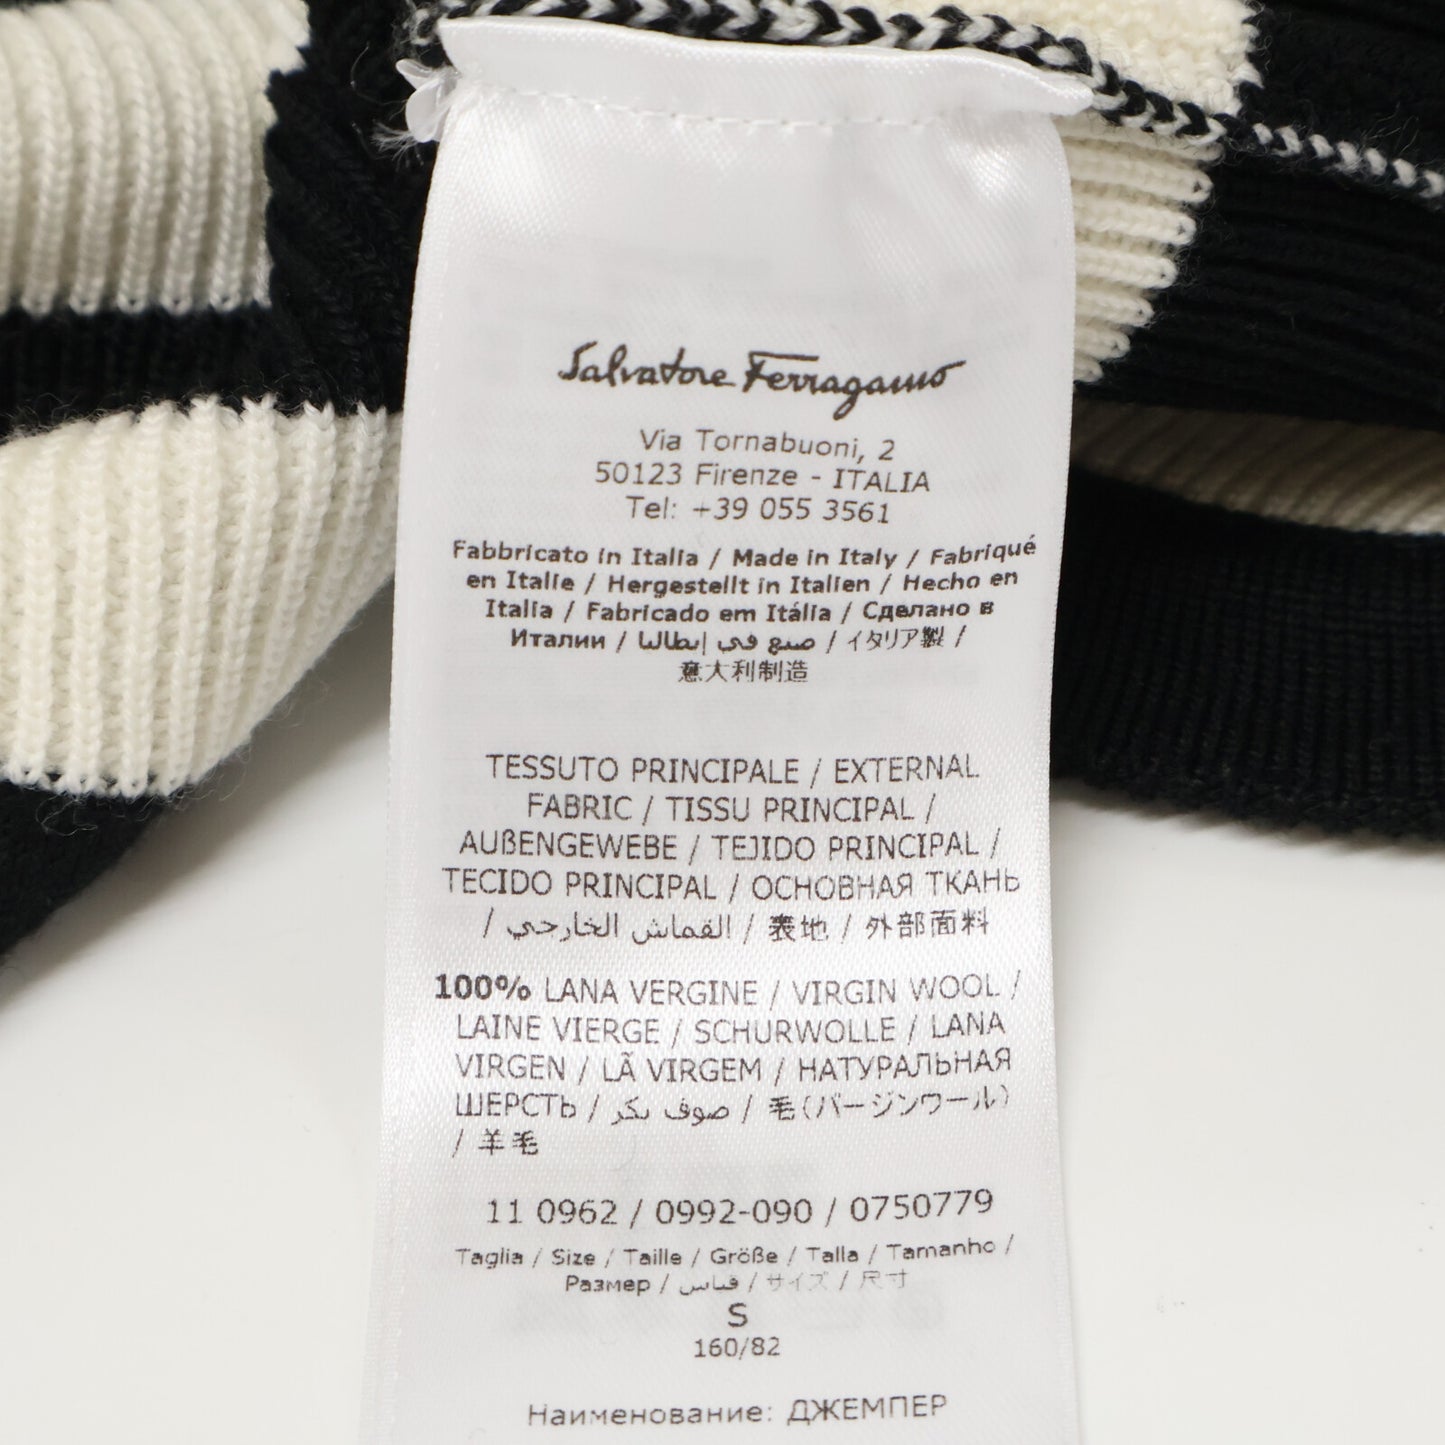 Salvatore Ferragamo
Via Tornabuoni, 2
50123 Firenze - ITALIA
Tel: +39 055 3561
Fabbricato in Italia / Made in Italy / Fabriqué
en Italie / Hergestellt in Italien / Hecho en
Italia / Fabricado em Itália / Сделано в
Италии / صنع في إيطاليا / イタリア製 /
意大利制造
TESSUTO PRINCIPALE / EXTERNAL
FABRIC / TISSU PRINCIPAL /
AUßENGEWEBE / TEJIDO PRINCIPAL /
TECIDO PRINCIPAL / ОСНОВНАЯ ТКАНЬ
/ القماش الخارجي / 表地 / 外部面料
100% LANA VERGINE / VIRGIN WOOL /
LAINE VIERGE / SCHURWOLLE / LANA
VIRGEN / LÃ VIRGEM / НАТУРАЛЬНАЯ
ШЕРСТЬ / صوف بكر / 毛(バージンウール)
/ 羊毛
11 0962 / 0992-090 / 0750779
Taglia / Size / Taille / Größe / Talla / Tamanho /
Размер / قياس / サイズ / 尺寸
S
160/82
Наименование: ДЖЕМПЕР